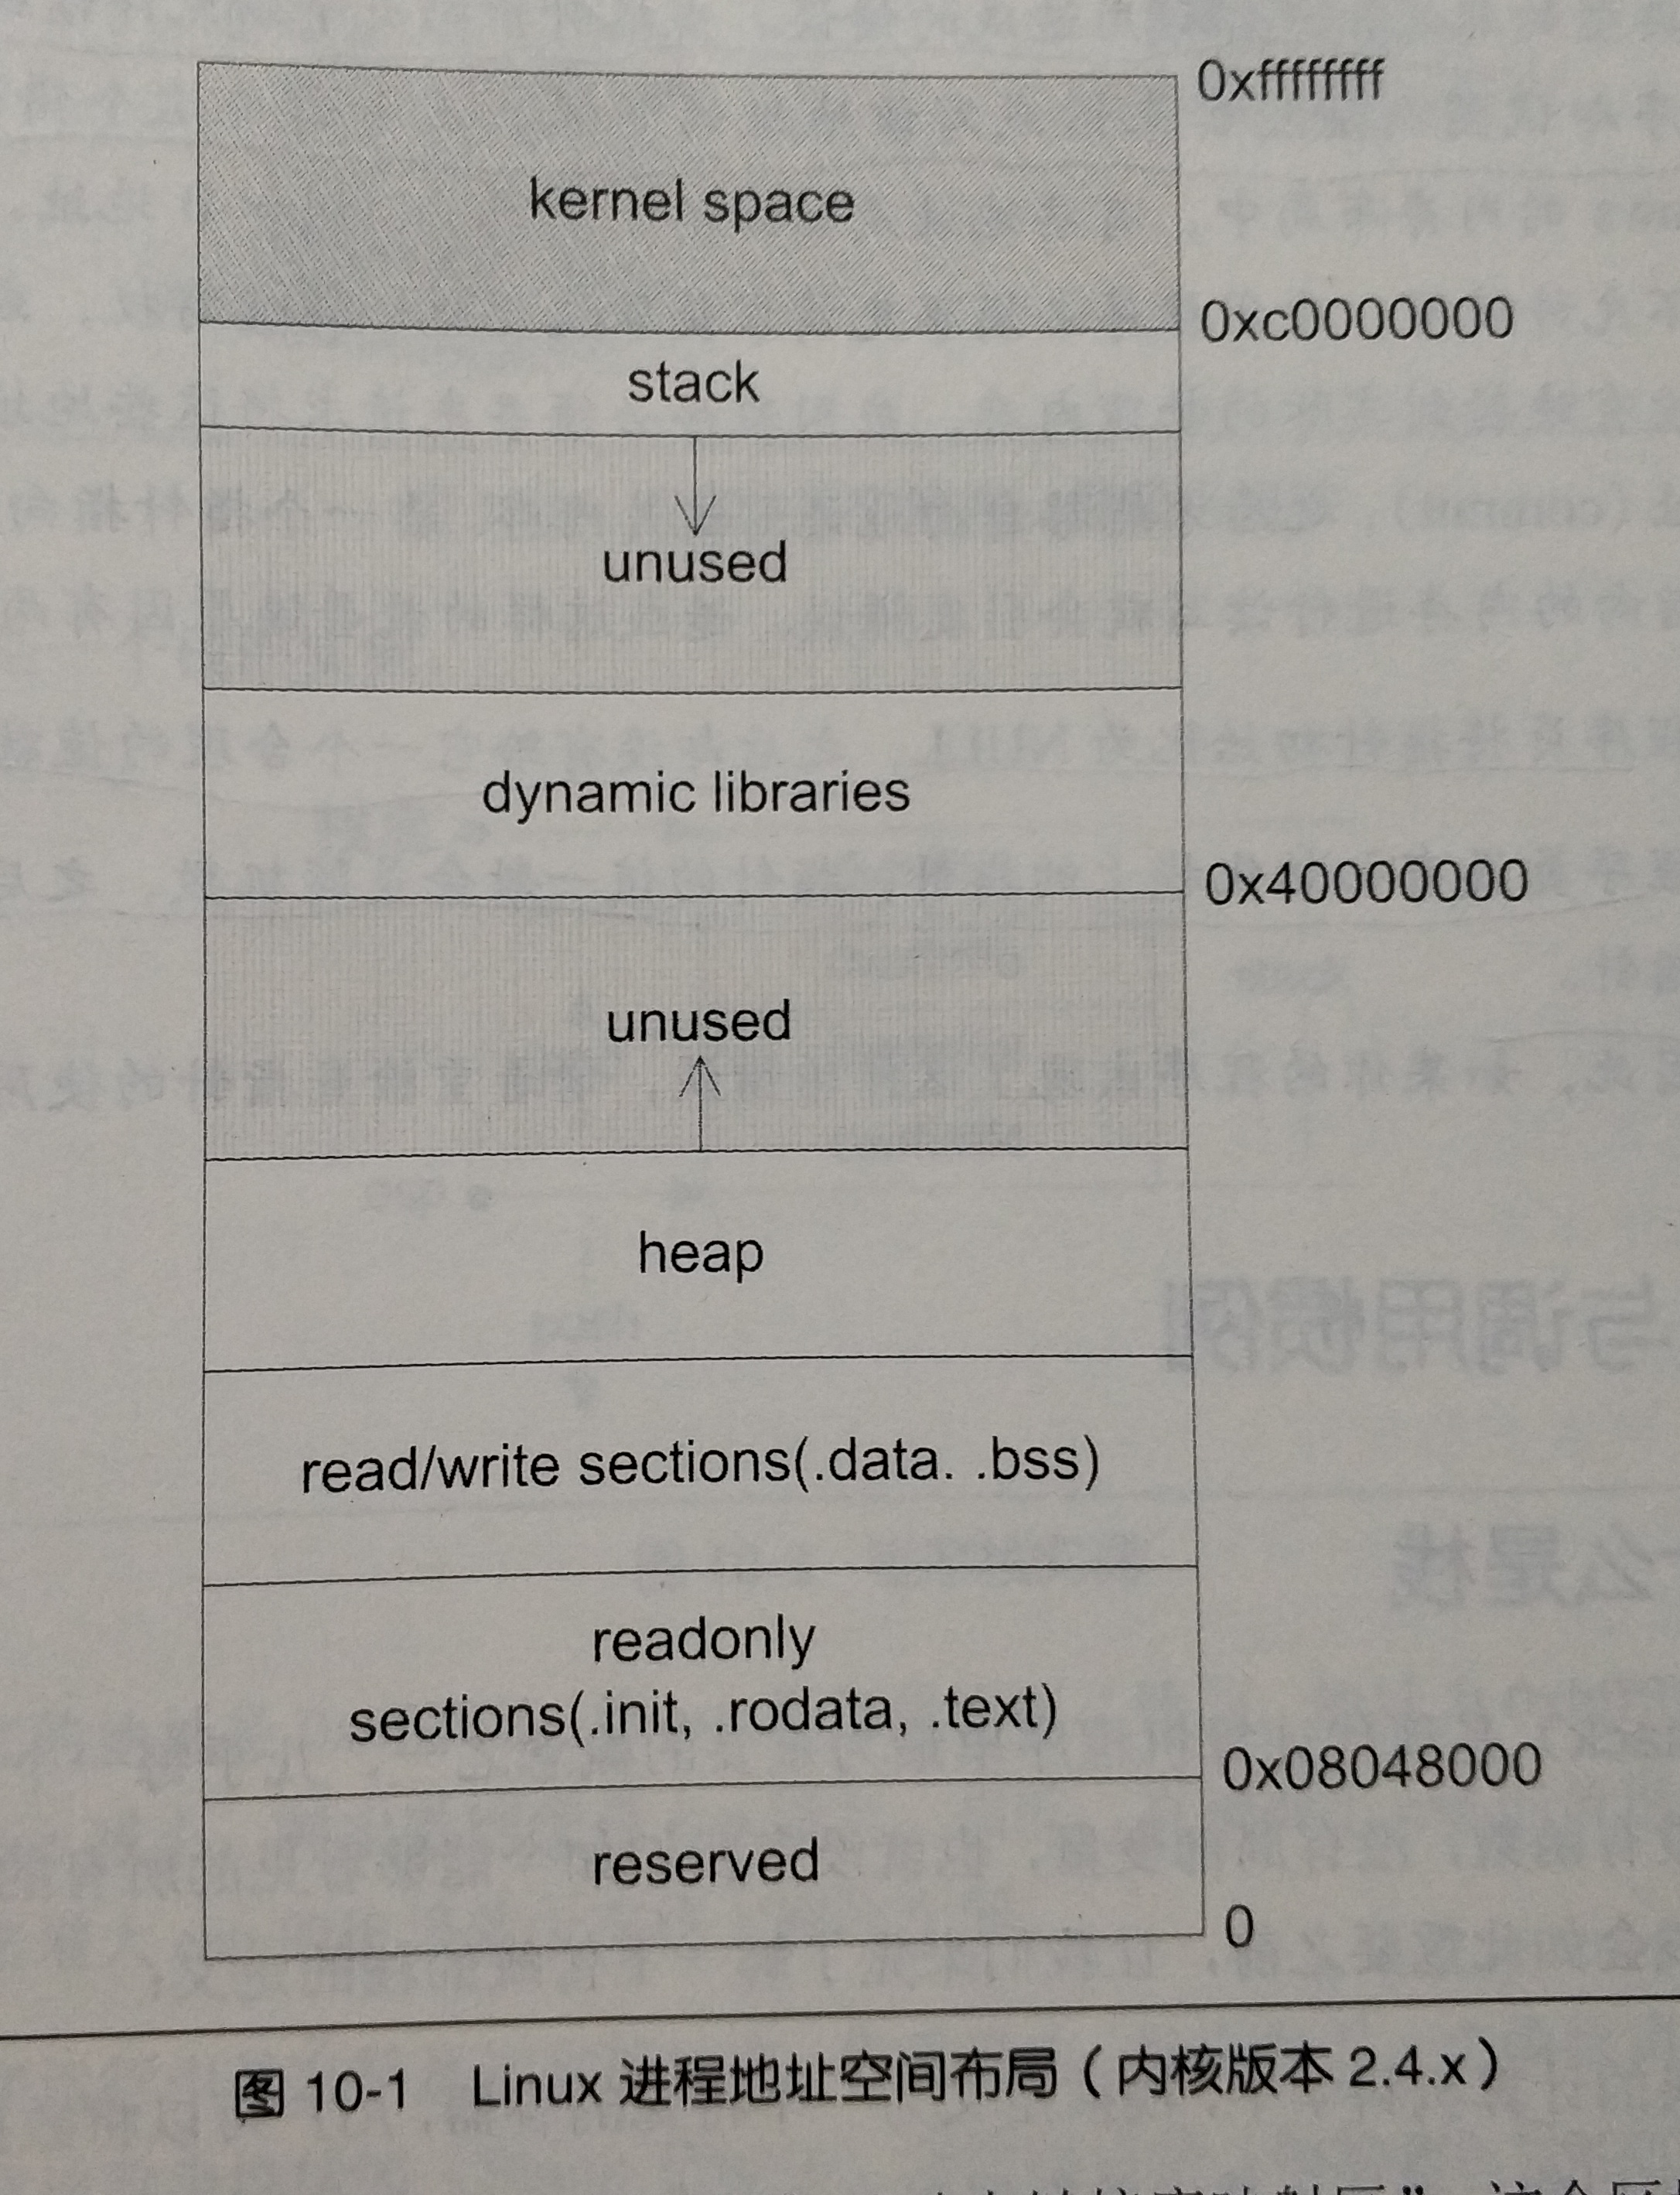 0xffffffff
kernel space
0xc0000000
stack
unused
dynamic libraries
0x40000000
unused
heap
read/write sections(.data. .bss)
readonly
sections(.init, .rodata, .text)
0x08048000
reserved
0
图 10-1 Linux 进程地址空间布局（内核版本 2.4.x）